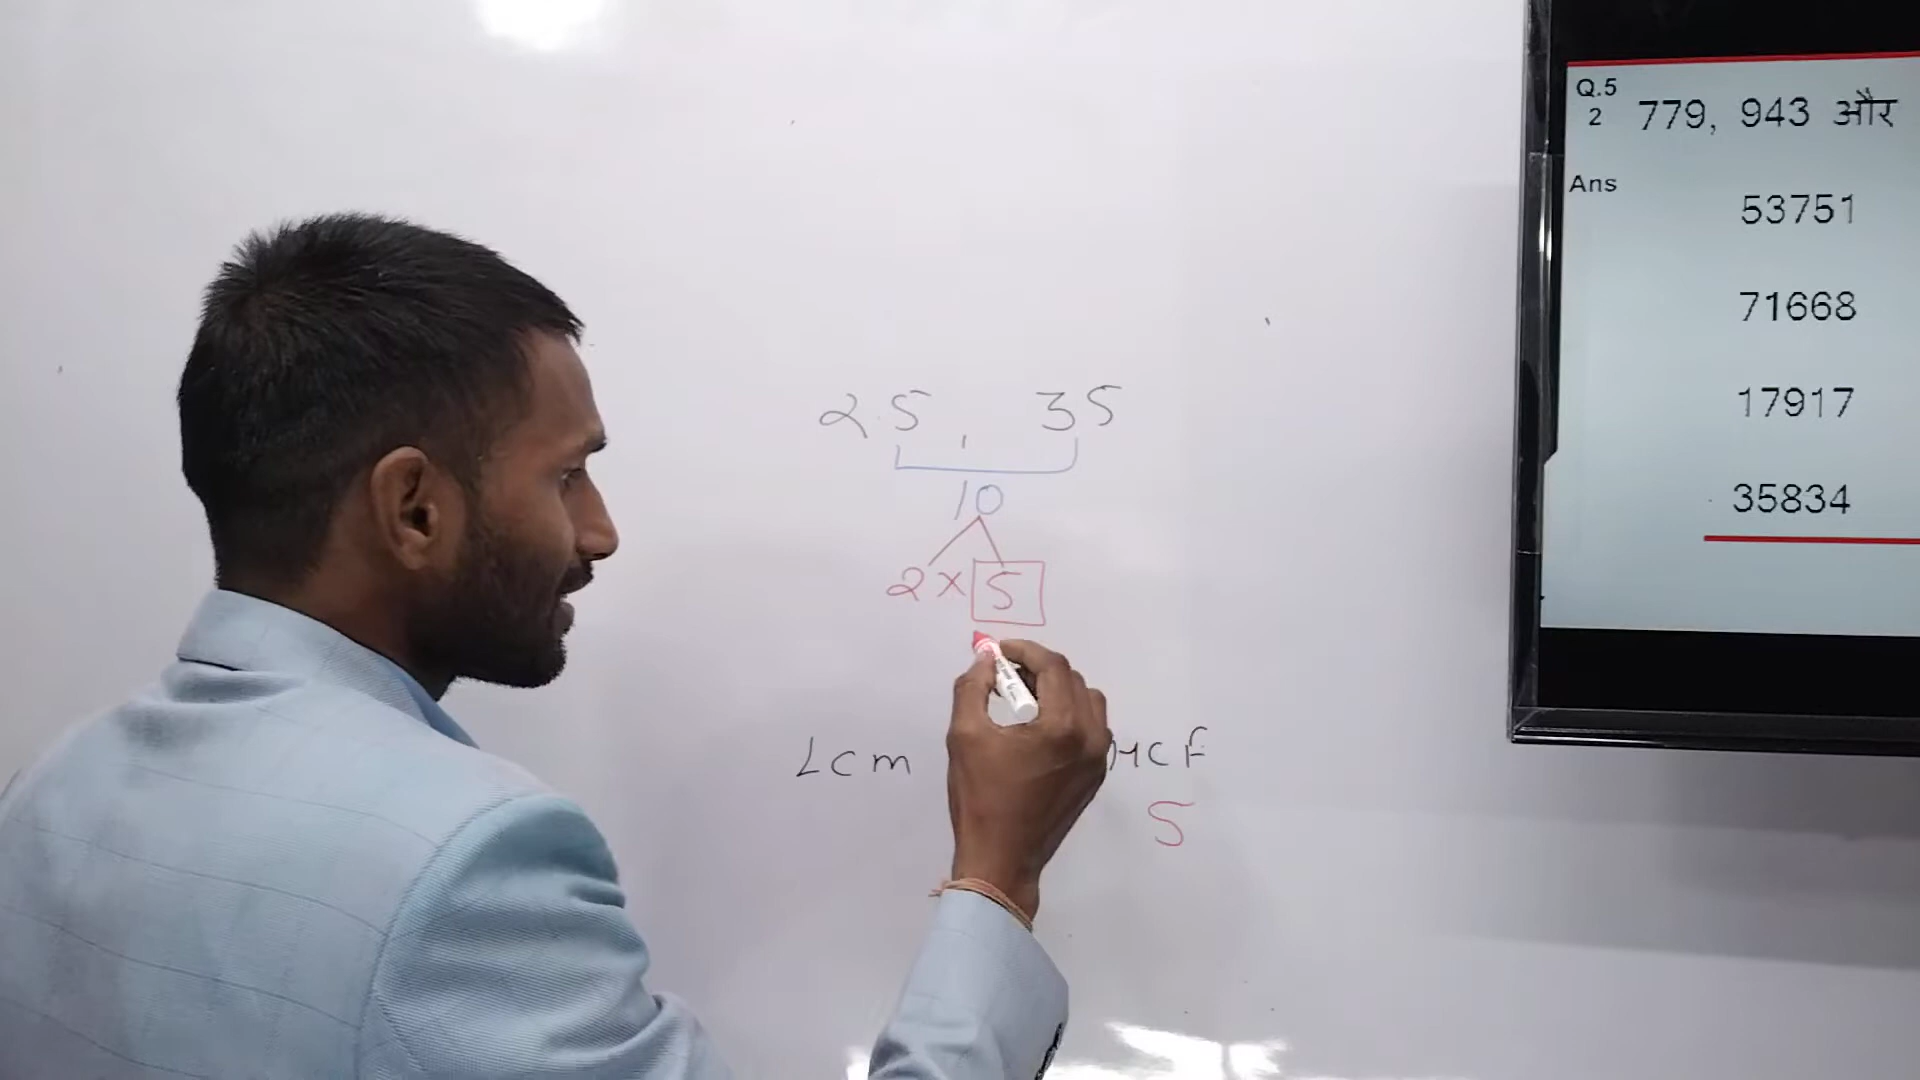 25, 35
10
2 × 5
LCM
HCF
5
Q.5
2
779, 943 और
Ans
53751
71668
17917
35834